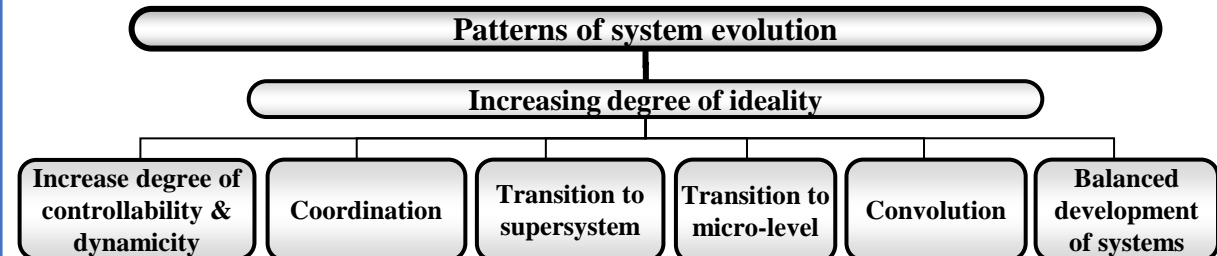 Patterns of system evolution
Increasing degree of ideality
Increase degree of
controllability &
dynamicity
Coordination
Transition to
supersystem
Transition to
micro-level
Convolution
Balanced
development
of systems